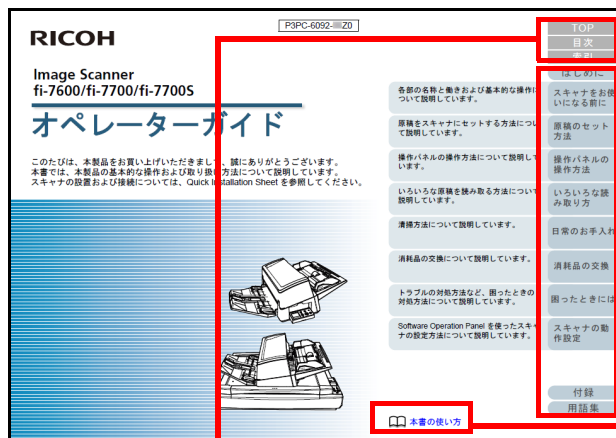 P3PC-6092-
Z0
RICOH
Image Scanner
fi-7600/fi-7700/fi-7700S
オペレーターガイド
このたびは、本製品をお買い上げいただきまして、誠にありがとうございます。
本書では、本製品の基本的な操作および取り扱い方法について説明しています。
スキャナの設置および接続については、Quick Installation Sheet を参照してください。
各部の名称と働きおよび基本的な操作に
ついて説明しています。
原稿をスキャナにセットする方法につい
て説明しています。
操作パネルの操作方法について説明して
います。
いろいろな原稿を読み取る方法について
説明しています。
清掃方法について説明しています。
消耗品の交換について説明しています。
トラブルの対処方法など、困ったときの
対処方法について説明しています。
Software Operation Panel を使ったスキャ
ナの設定方法について説明しています。
本書の使い方
TOP
目次
索引
はじめに
スキャナをお使
いになる前に
原稿のセット
方法
操作パネルの
操作方法
いろいろな読
み取り方
日常のお手入れ
消耗品の交換
困ったときには
スキャナの動
作設定
付録
用語集